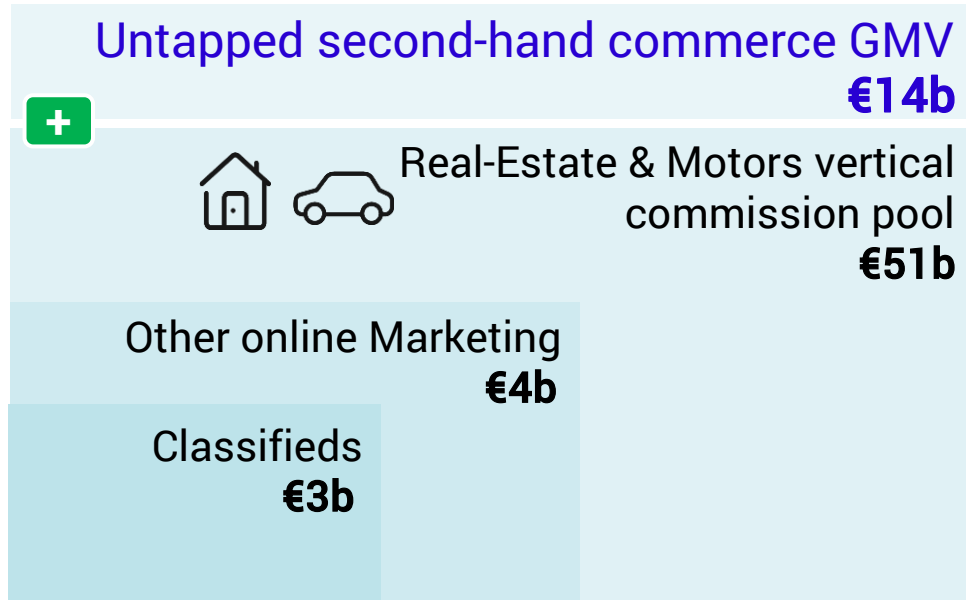 Untapped second-hand commerce GMV
€14b
+
Real-Estate & Motors vertical
commission pool
€51b
Other online Marketing
€4b
Classifieds
€3b